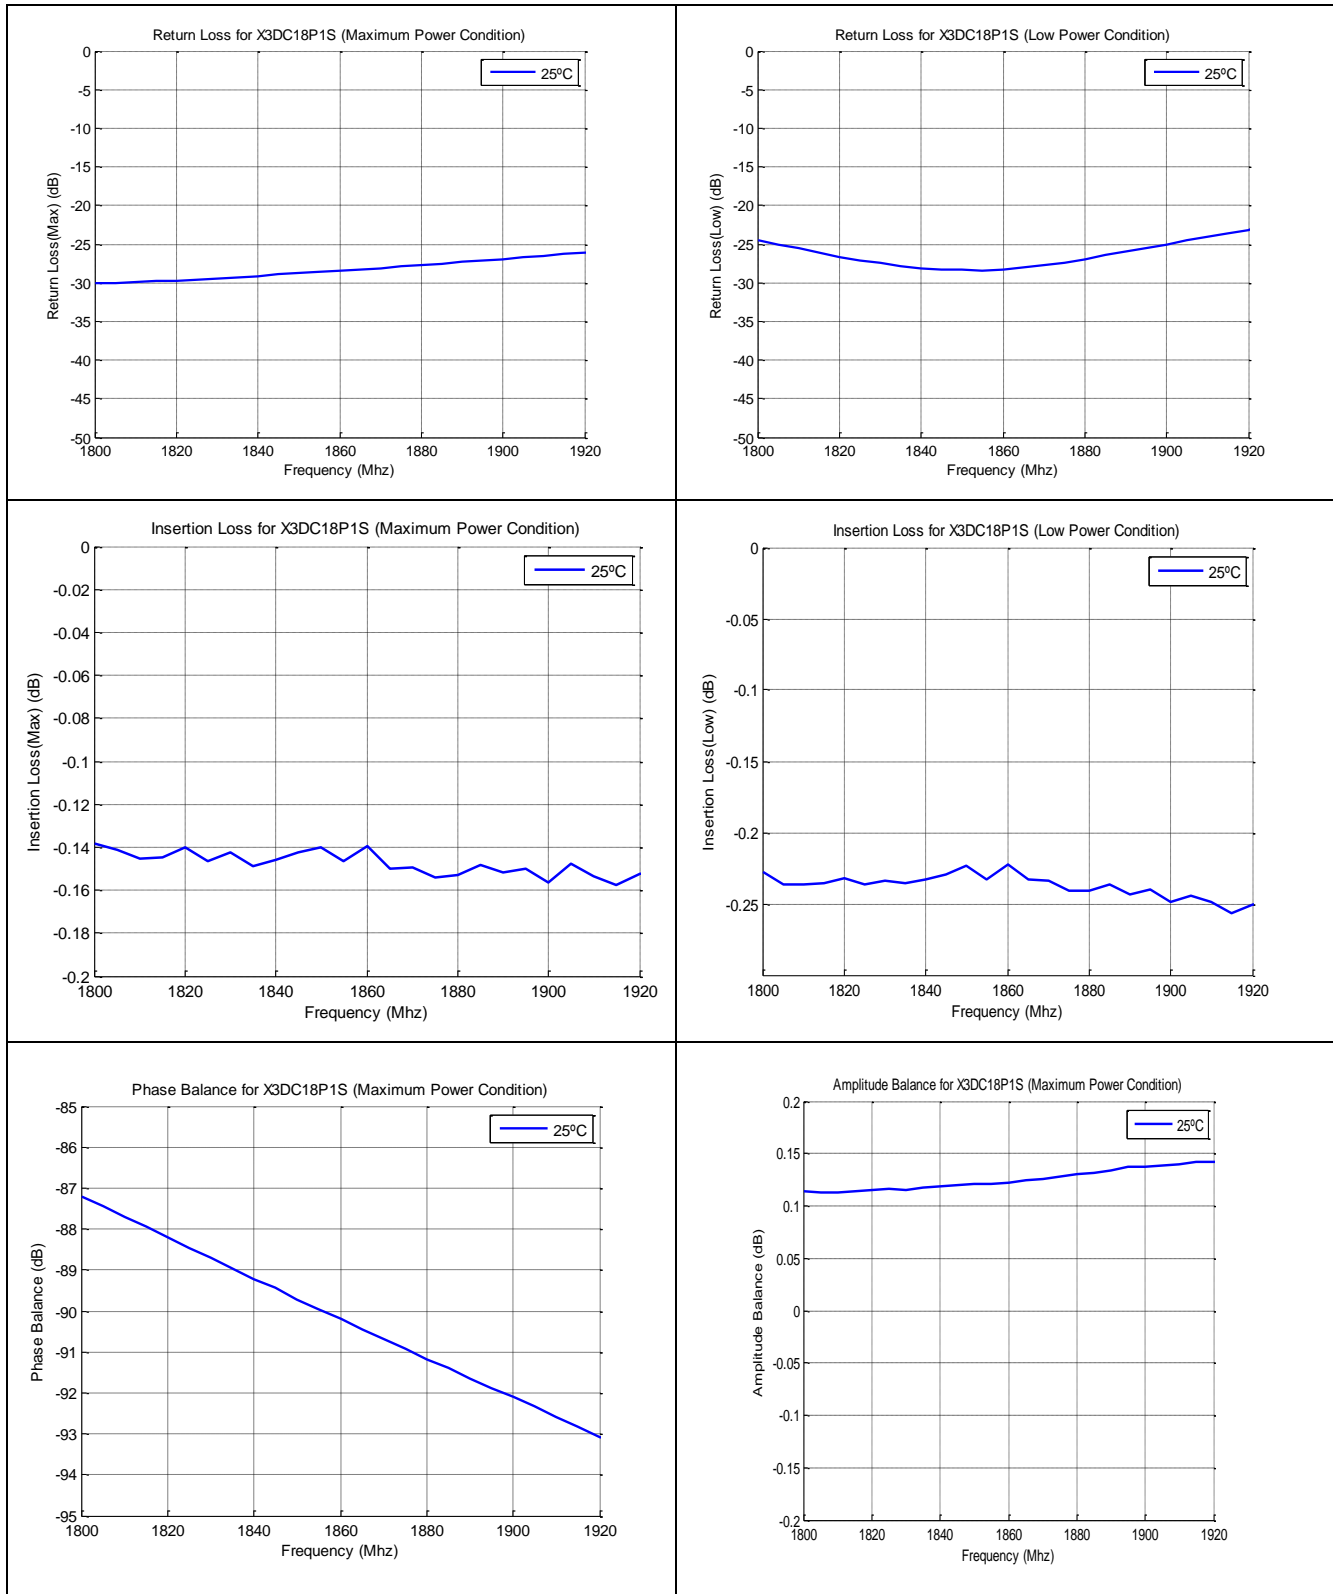 Return Loss for X3DC18P1S (Maximum Power Condition)
25ºC
0
-5
-10
-15
-20
-25
-30
-35
-40
-45
-50
Return Loss(Max) (dB)
1800 1820 1840 1860 1880 1900 1920
Frequency (Mhz)
Return Loss for X3DC18P1S (Low Power Condition)
25ºC
0
-5
-10
-15
-20
-25
-30
-35
-40
-45
-50
Return Loss(Low) (dB)
1800 1820 1840 1860 1880 1900 1920
Frequency (Mhz)
Insertion Loss for X3DC18P1S (Maximum Power Condition)
25ºC
0
-0.02
-0.04
-0.06
-0.08
-0.1
-0.12
-0.14
-0.16
-0.18
-0.2
Insertion Loss(Max) (dB)
1800 1820 1840 1860 1880 1900 1920
Frequency (Mhz)
Insertion Loss for X3DC18P1S (Low Power Condition)
25ºC
0
-0.05
-0.1
-0.15
-0.2
-0.25
Insertion Loss(Low) (dB)
1800 1820 1840 1860 1880 1900 1920
Frequency (Mhz)
Phase Balance for X3DC18P1S (Maximum Power Condition)
25ºC
-85
-86
-87
-88
-89
-90
-91
-92
-93
-94
-95
Phase Balance (dB)
1800 1820 1840 1860 1880 1900 1920
Frequency (Mhz)
Amplitude Balance for X3DC18P1S (Maximum Power Condition)
25ºC
0.2
0.15
0.1
0.05
0
-0.05
-0.1
-0.15
-0.2
Amplitude Balance (dB)
1800 1820 1840 1860 1880 1900 1920
Frequency (Mhz)